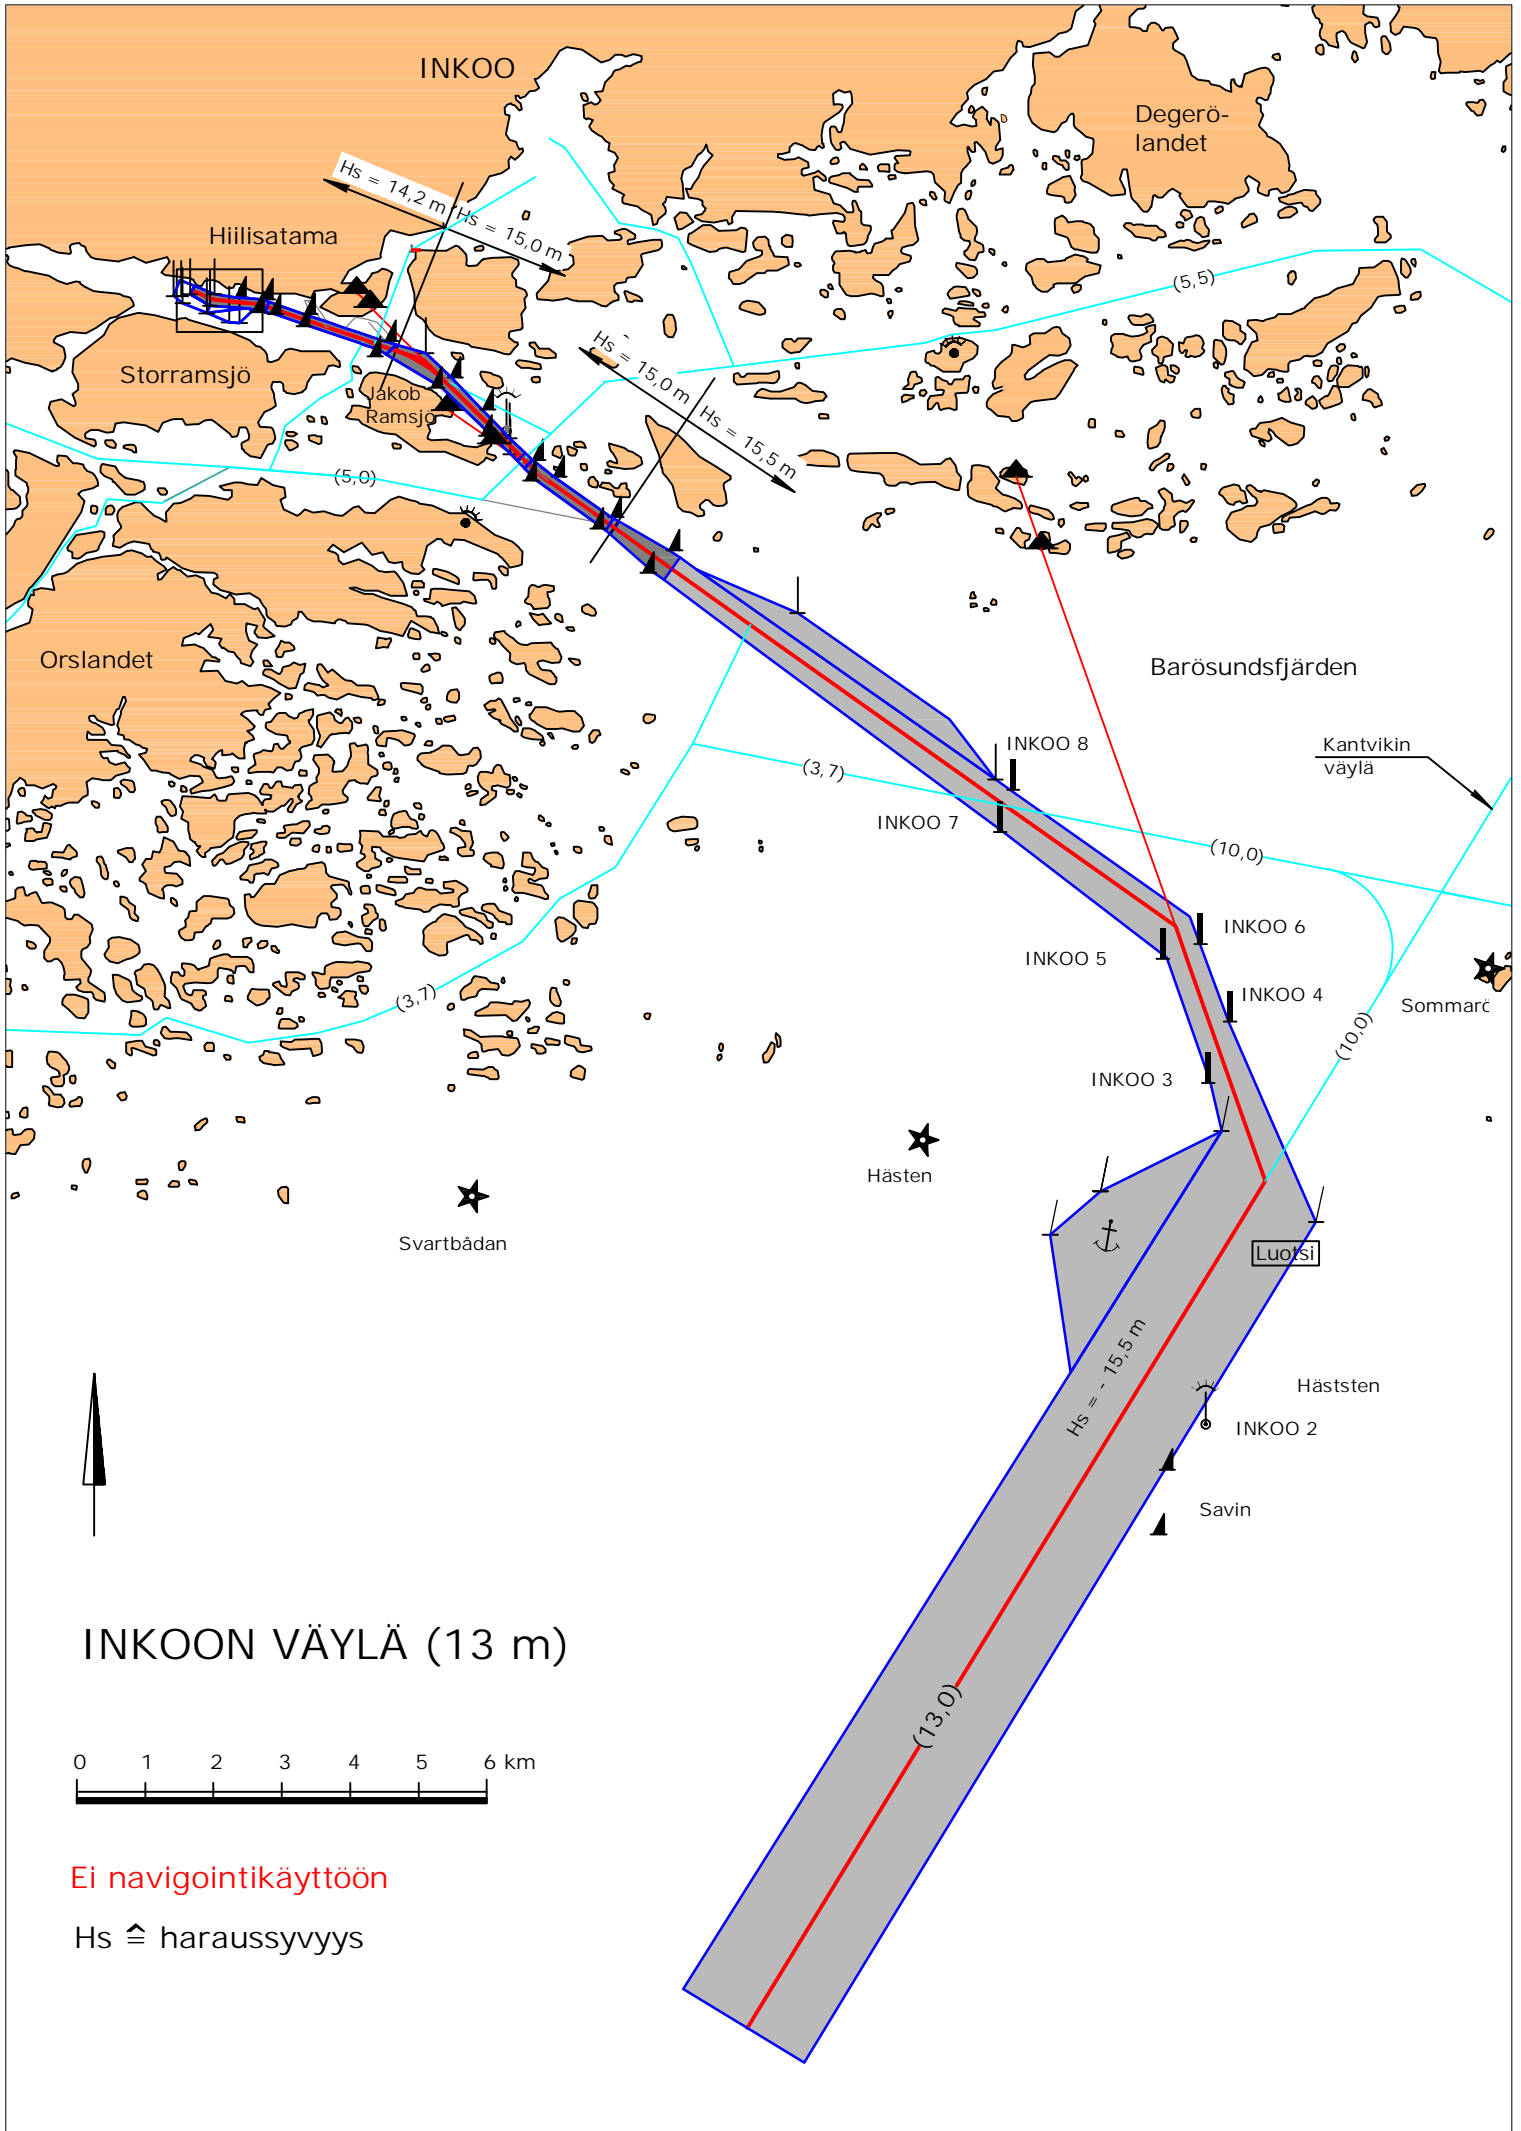 INKOO
Degerö-
landet
Hs = 14,2 m
Hs = 15,0 m
Hiilisatama
(5,5)
Hs = 15,0 m
Hs = 15,5 m
Storramsjö
Jakob
Ramsjö
(5,0)
Orslandet
Barösundsfjärden
INKOO 8
Kantvikin
väylä
(3,7)
INKOO 7
(10,0)
INKOO 6
INKOO 5
INKOO 4
(3,7)
Sommarö
(10,0)
INKOO 3
Hästen
Svartbådan
Luotsi
Hs = - 15,5 m
Häststen
INKOO 2
Savin
INKOON VÄYLÄ (13 m)
(13,0)
0 1 2 3 4 5 6 km
Ei navigointikäyttöön
Hs ≙ haraussyvyys